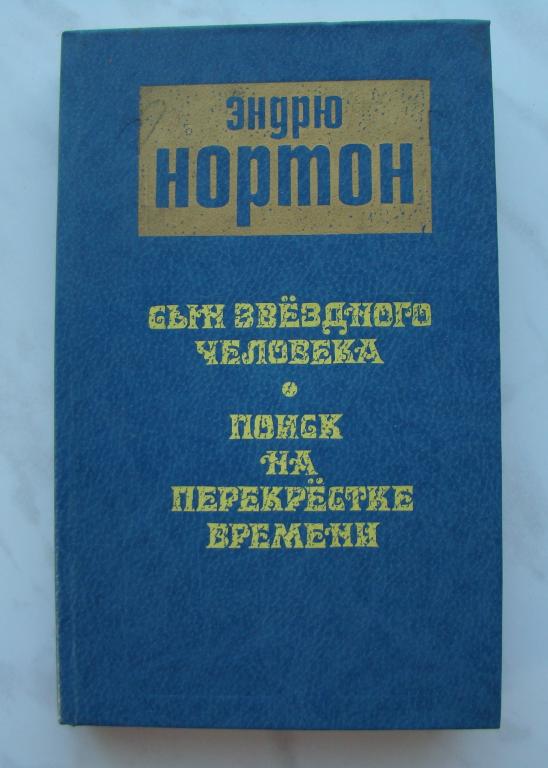 ЭНДРЮ
НОРТОН
СЫН ЗВЁЗДНОГО
ЧЕЛОВЕКА
•
ПОИСК
НА
ПЕРЕКРЁСТКЕ
ВРЕМЕНИ